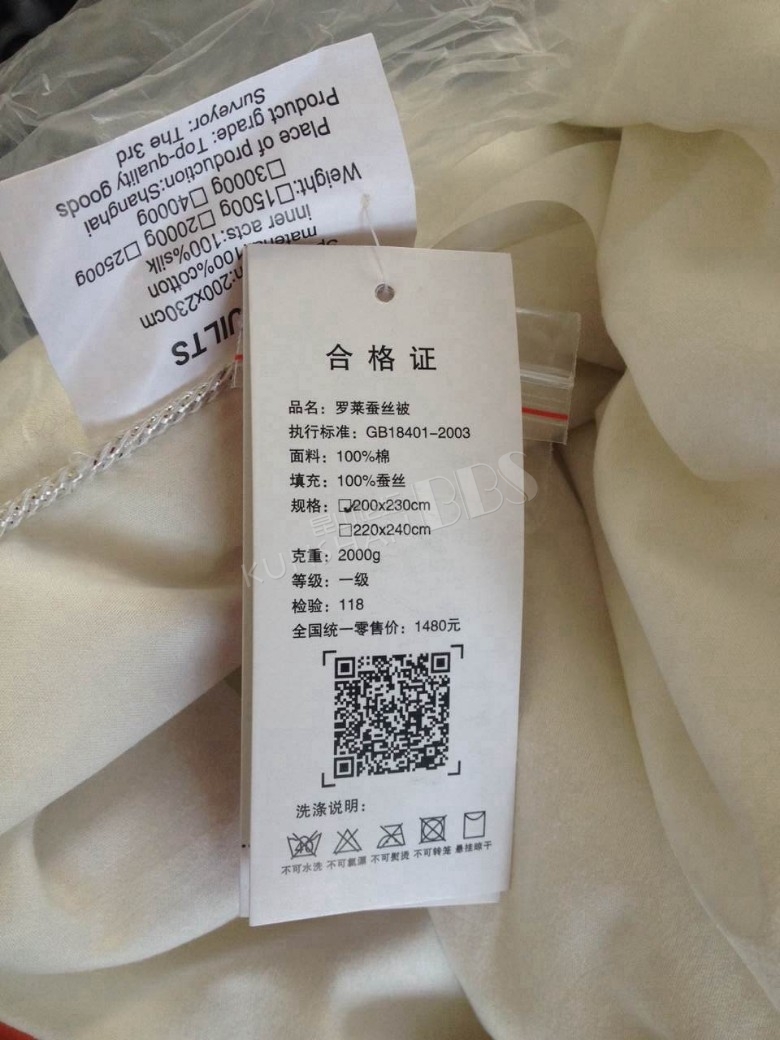 合格证
品名：罗莱蚕丝被
执行标准：GB18401-2003
面料：100%棉
填充：100%蚕丝
规格：☑200x230cm
□220x240cm
克重：2000g
等级：一级
检验：118
全国统一零售价：1480元
洗涤说明：
40
不可水洗 不可氯漂 不可熨烫 不可转笼 悬挂晾干
UILTS
n:200x230cm
100%cotton
inner acts:100%silk
Weight:□1500g □2000g □2500g
□3000g □4000g
Place of production:Shanghai
Product grade: Top-quality goods
Surveyor: The 3rd
BBS